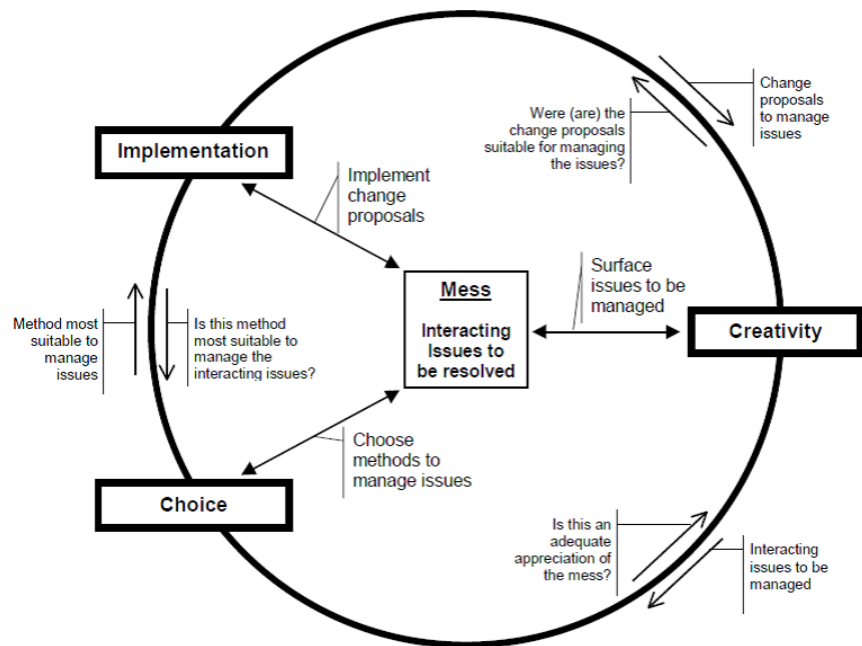 Change
proposals
to manage
issues
Were (are) the
change proposals
suitable for managing
the issues?
Implementation
Implement
change
proposals
Mess
Interacting
Issues to
be resolved
Surface
issues to be
managed
Creativity
Method most
suitable to
manage
issues
Is this method
most suitable to
manage the
interacting issues?
Choose
methods to
manage issues
Choice
Is this an
adequate
appreciation of
the mess?
Interacting
issues to be
managed